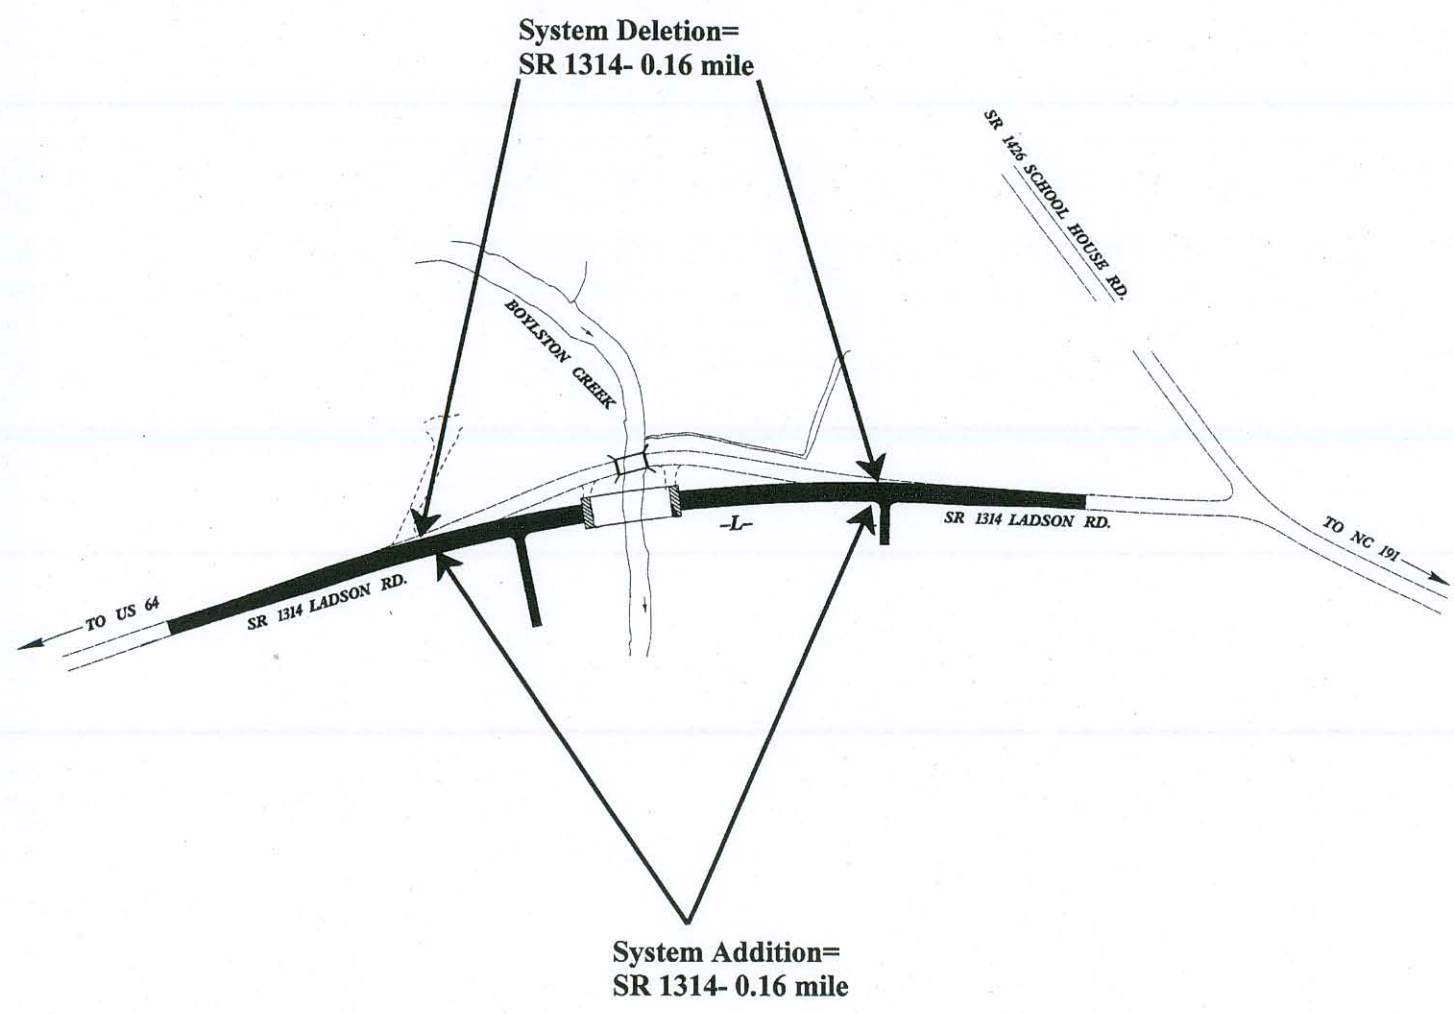 System Deletion=
SR 1314- 0.16 mile
SR 1426 SCHOOL HOUSE RD.
BOYLSTON CREEK
-L-
SR 1314 LADSON RD.
TO NC 191
TO US 64
SR 1314 LADSON RD.
System Addition=
SR 1314- 0.16 mile